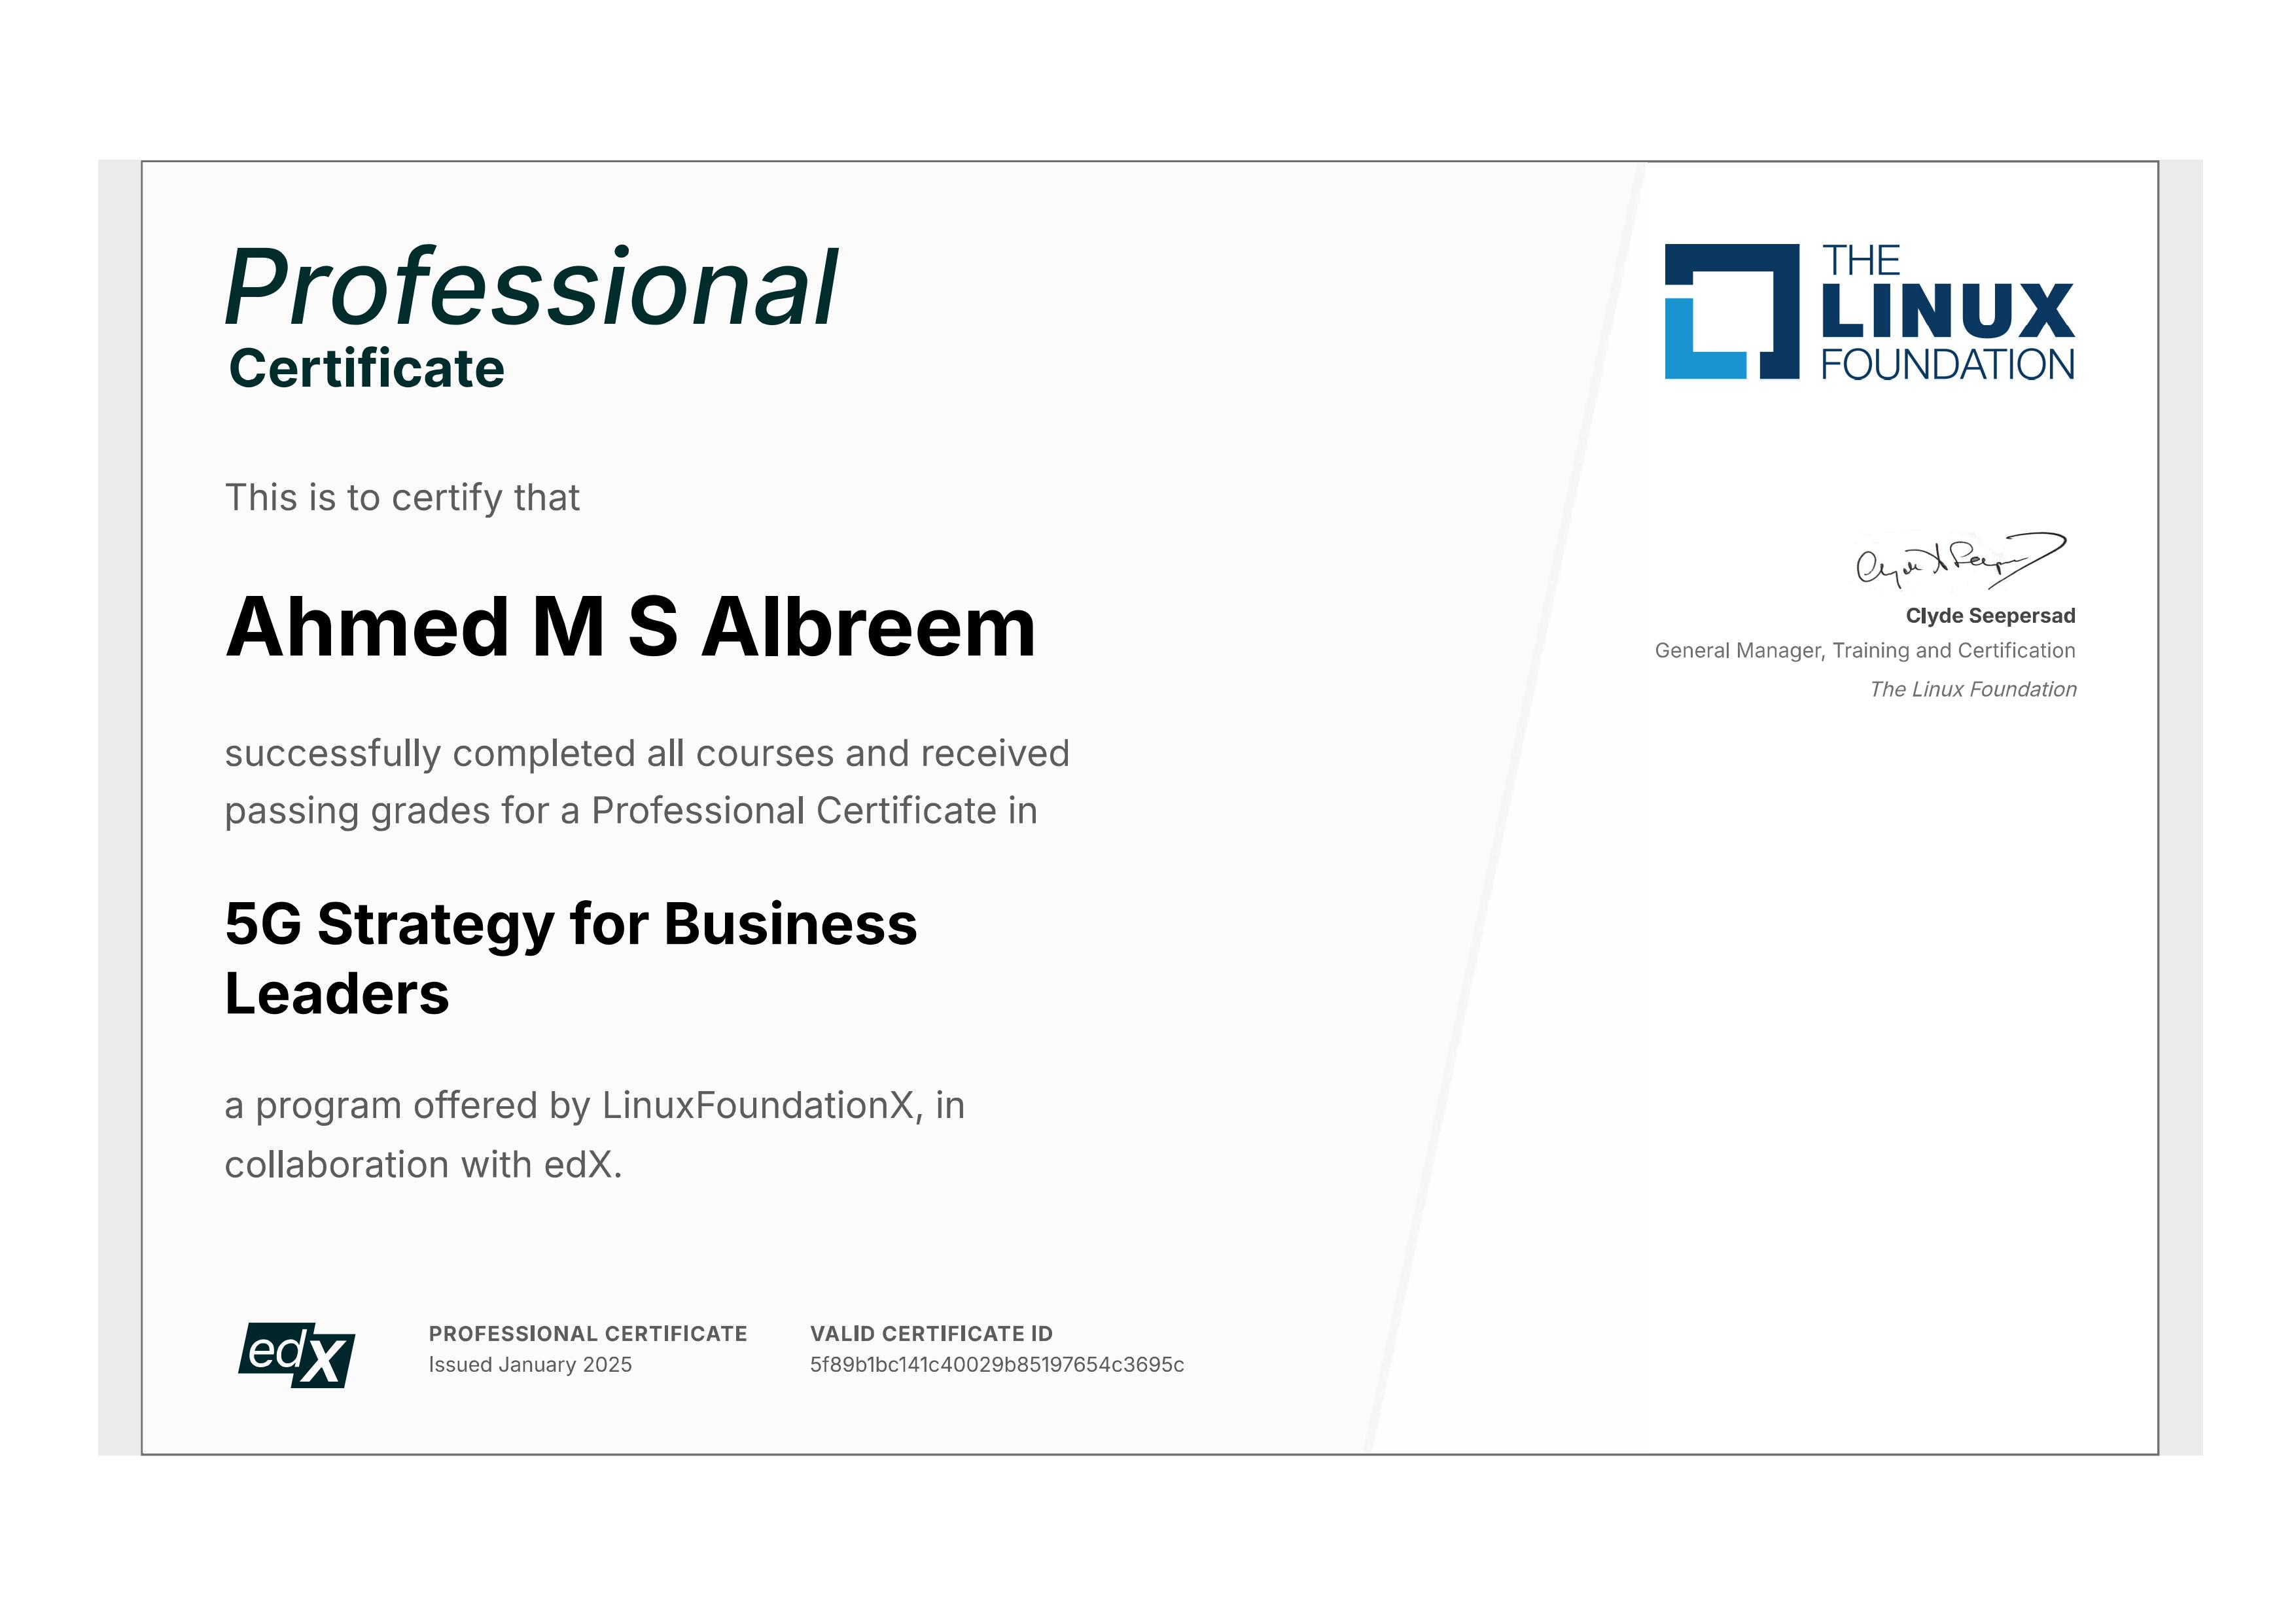 Professional
Certificate
This is to certify that
Ahmed M S Albreem
successfully completed all courses and received
passing grades for a Professional Certificate in
5G Strategy for Business
Leaders
a program offered by LinuxFoundationX, in
collaboration with edX.
edX
PROFESSIONAL CERTIFICATE
Issued January 2025
VALID CERTIFICATE ID
5f89b1bc141c40029b85197654c3695c
THE
LINUX
FOUNDATION
Clyde Seepersad
General Manager, Training and Certification
The Linux Foundation